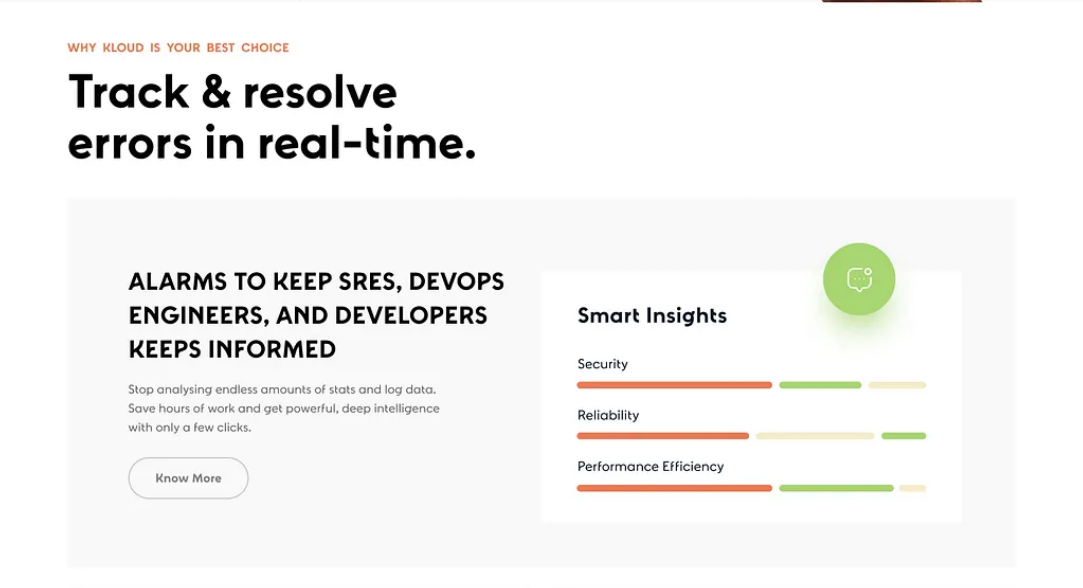 WHY KLOUD IS YOUR BEST CHOICE
Track & resolve
errors in real-time.
ALARMS TO KEEP SRES, DEVOPS
ENGINEERS, AND DEVELOPERS
KEEPS INFORMED
Stop analysing endless amounts of stats and log data.
Save hours of work and get powerful, deep intelligence
with only a few clicks.
Know More
Smart Insights
Security
Reliability
Performance Efficiency